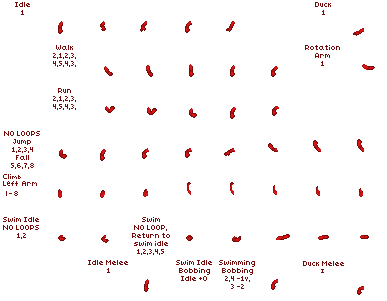 Idle
1
Duck
1
Walk
2,1,2,3,
4,5,4,3,
Rotation
Arm
1
Run
2,1,2,3,
4,5,4,3,
NO LOOPS
Jump
1,2,3,4
Fall
5,6,7,8
Climb
Left Arm
1-8
Swim Idle
NO LOOPS
1,2
Swim
NO LOOP,
Return to
swim idle
1,2,3,4,5
Idle Melee
1
Swim Idle
Bobbing
Idle +0
Swimming
Bobbing
2,4 -1v,
3 -2
Duck Melee
1